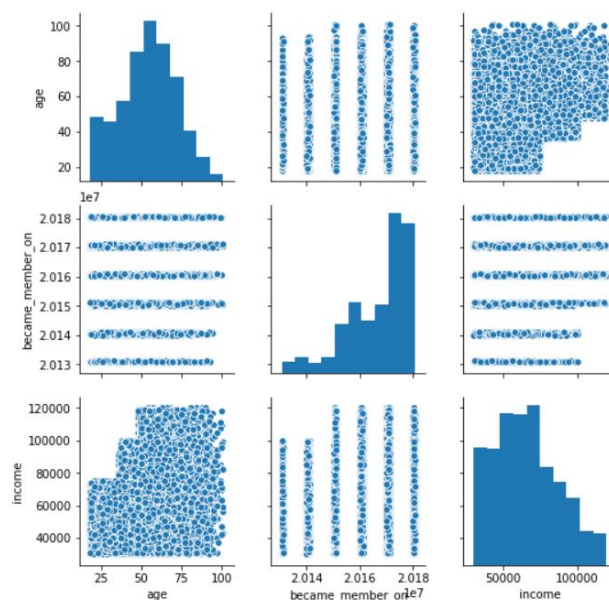 100
80
60
40
20
age
1e7
2.018
2.017
2.016
2.015
2.014
2.013
became_member_on
120000
100000
80000
60000
40000
income
25 50 75 100
age
2.014 2.016 2.018
became_member_on 1e7
50000 100000
income